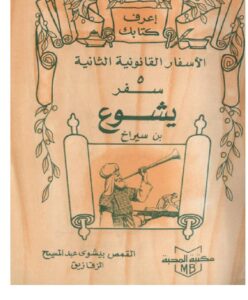 إعرف
كتابك
الأسفار القانونية الثانية
٥
سفر
يشوع
بن سيراخ
القمص بيشوى عبد المسيح
الزقازيق
مكتبة المحبة
MB